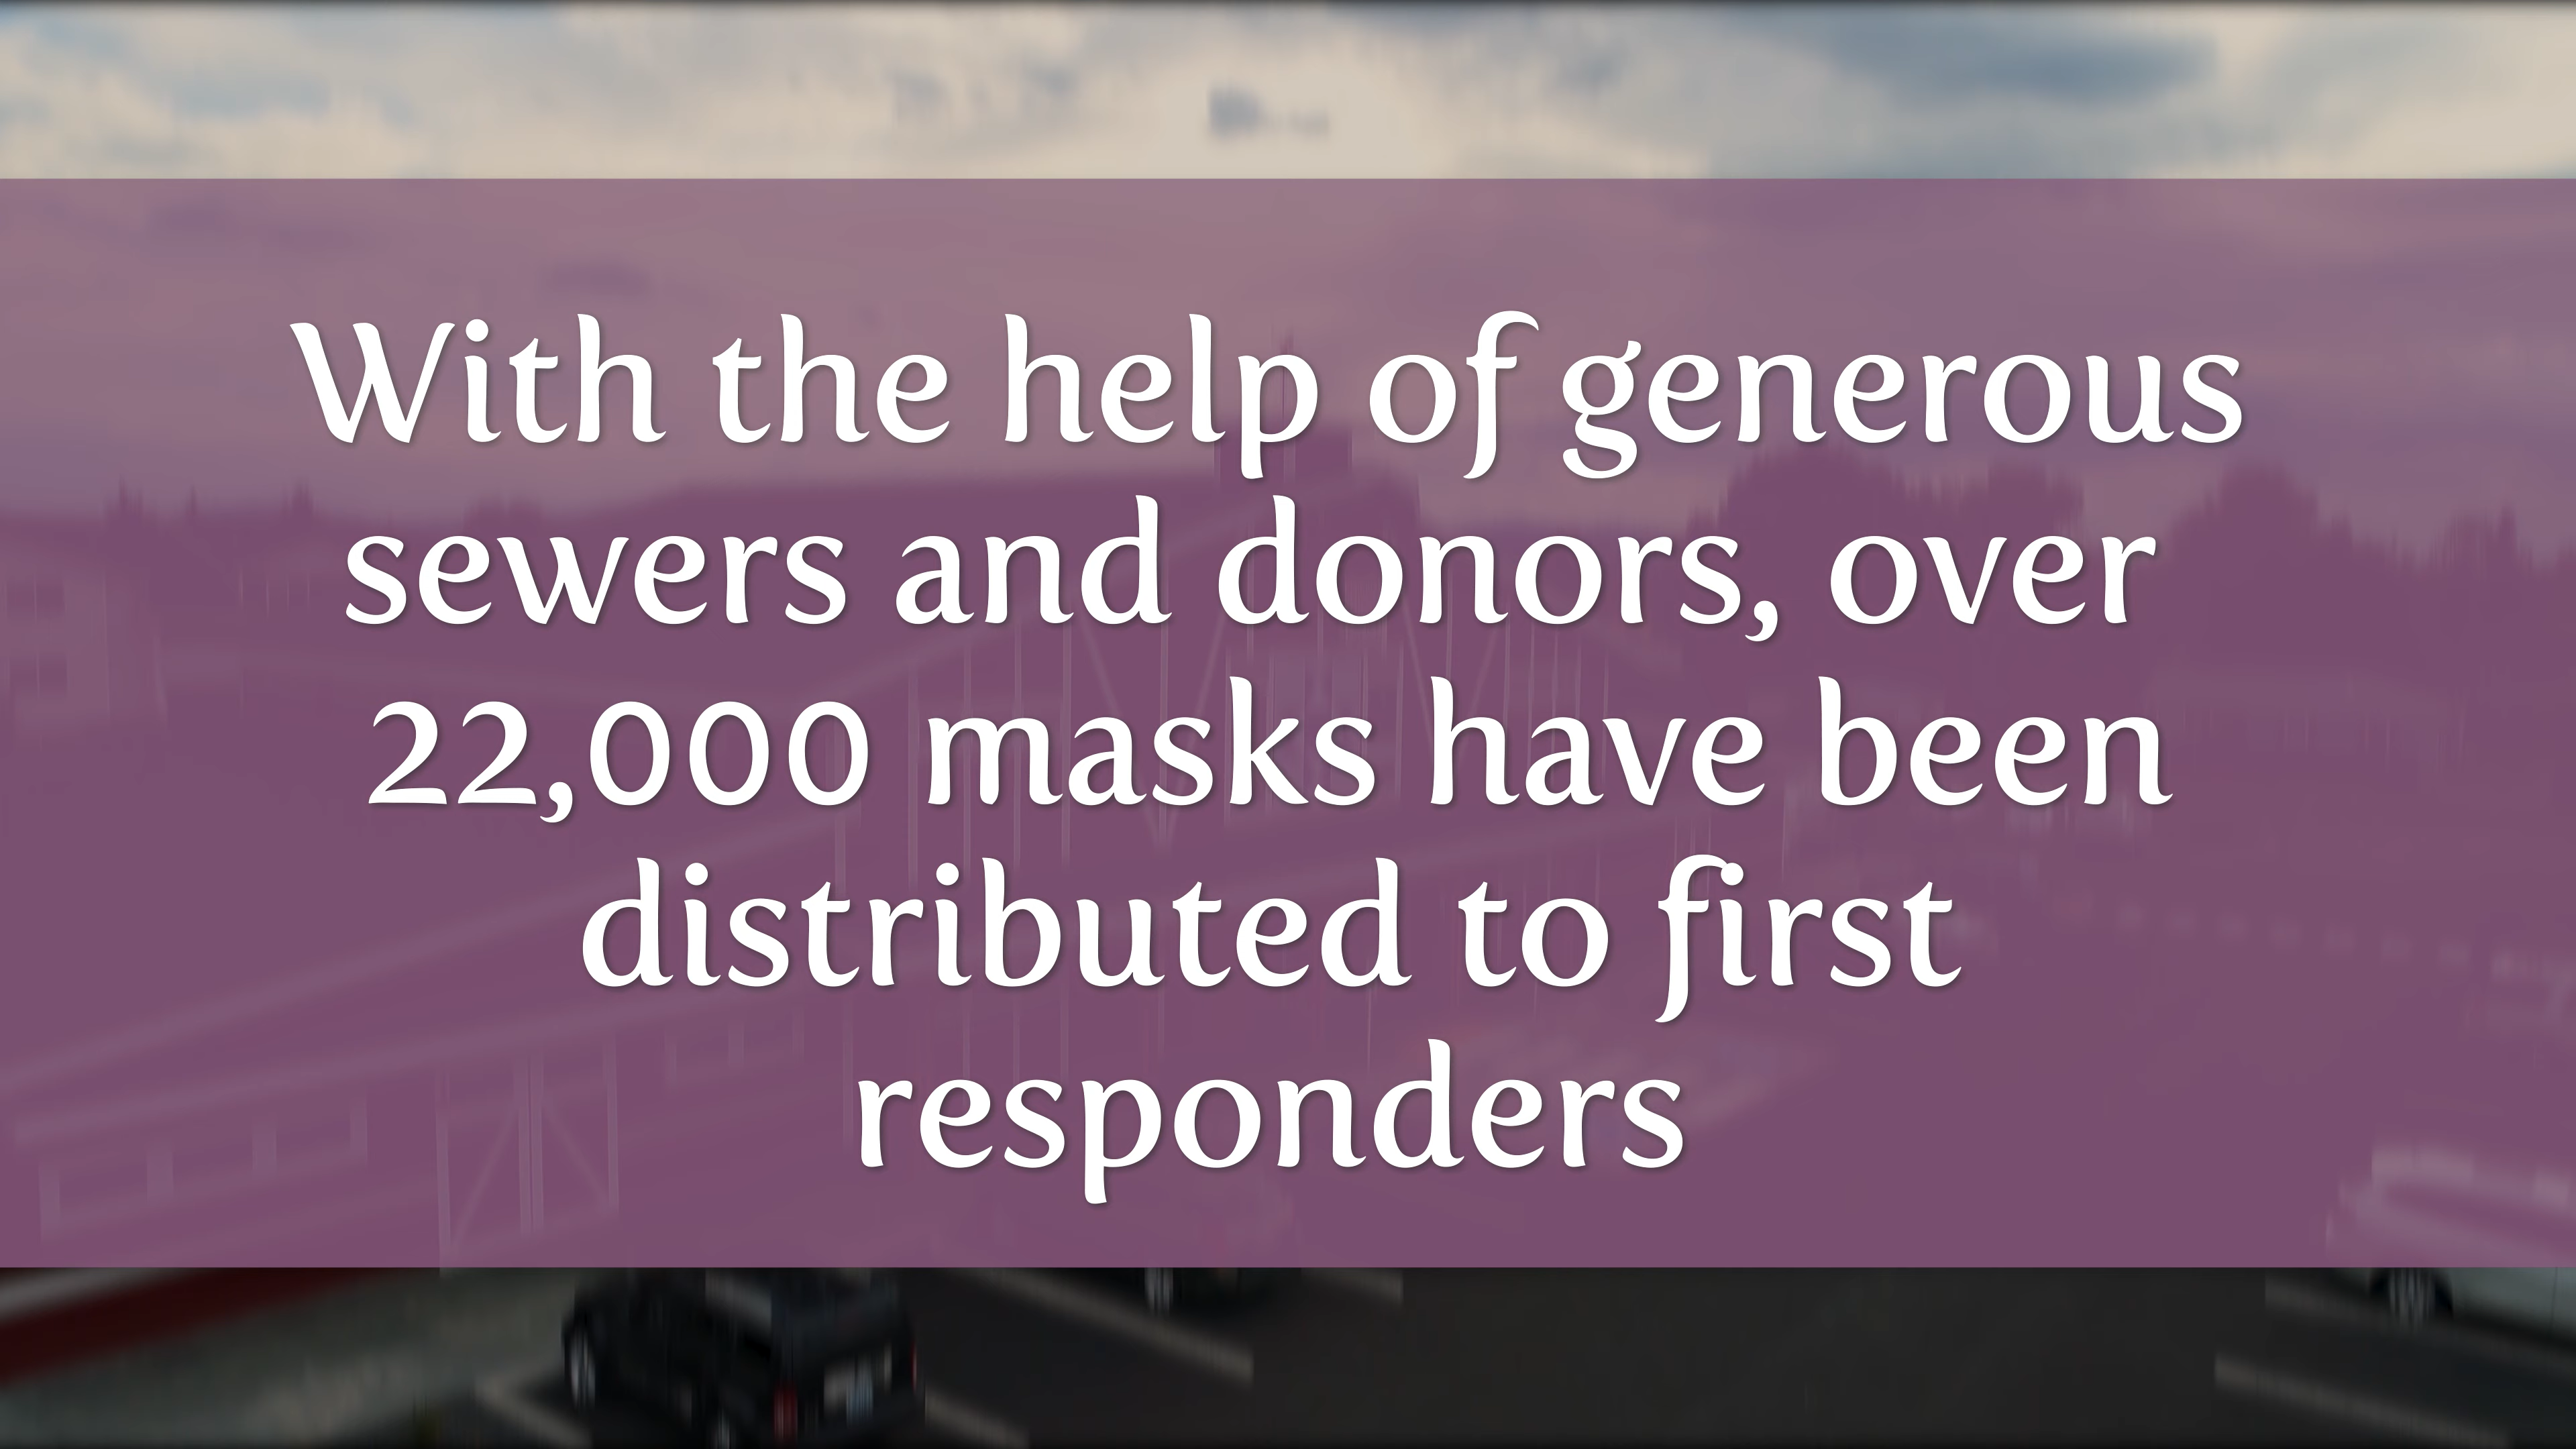 With the help of generous
sewers and donors, over
22,000 masks have been
distributed to first
responders